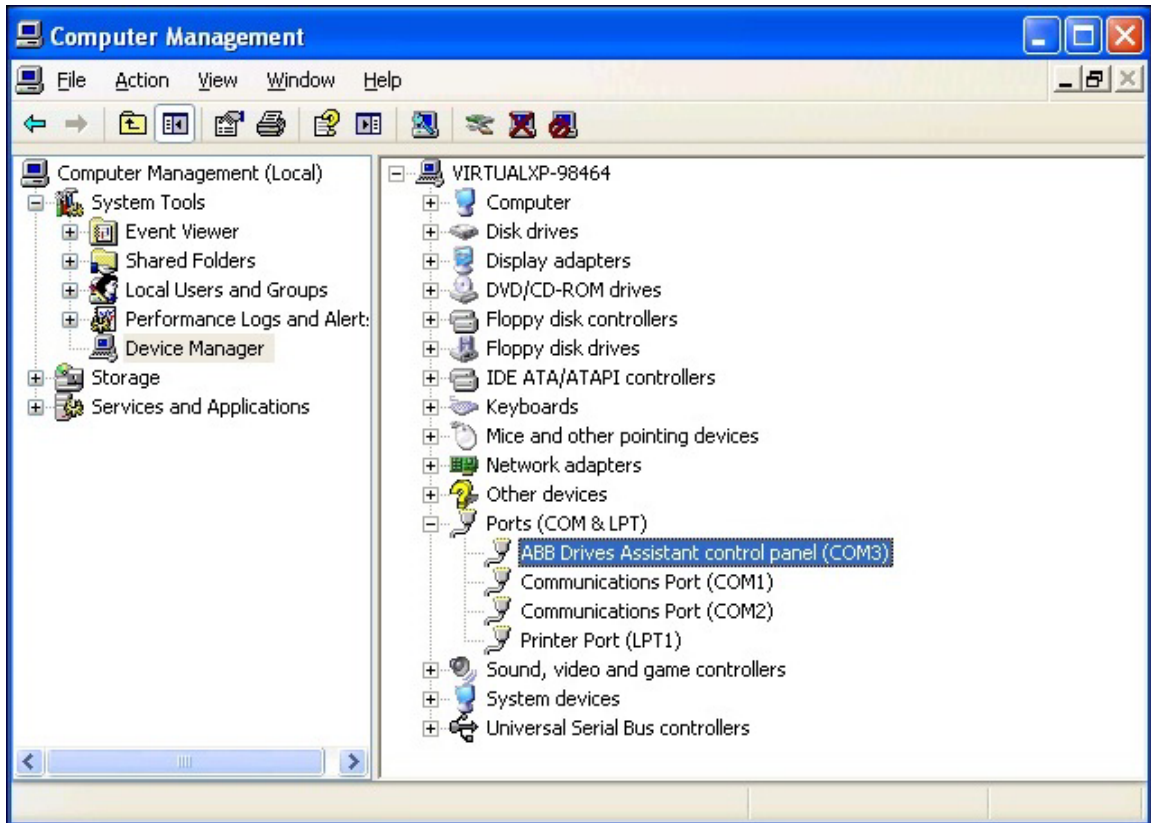 Computer Management
File Action View Window Help
Computer Management (Local)
System Tools
Event Viewer
Shared Folders
Local Users and Groups
Performance Logs and Alert
Device Manager
Storage
Services and Applications
VIRTUALXP-98464
Computer
Disk drives
Display adapters
DVD/CD-ROM drives
Floppy disk controllers
Floppy disk drives
IDE ATA/ATAPI controllers
Keyboards
Mice and other pointing devices
Network adapters
Other devices
Ports (COM & LPT)
ABB Drives Assistant control panel (COM3)
Communications Port (COM1)
Communications Port (COM2)
Printer Port (LPT1)
Sound, video and game controllers
System devices
Universal Serial Bus controllers